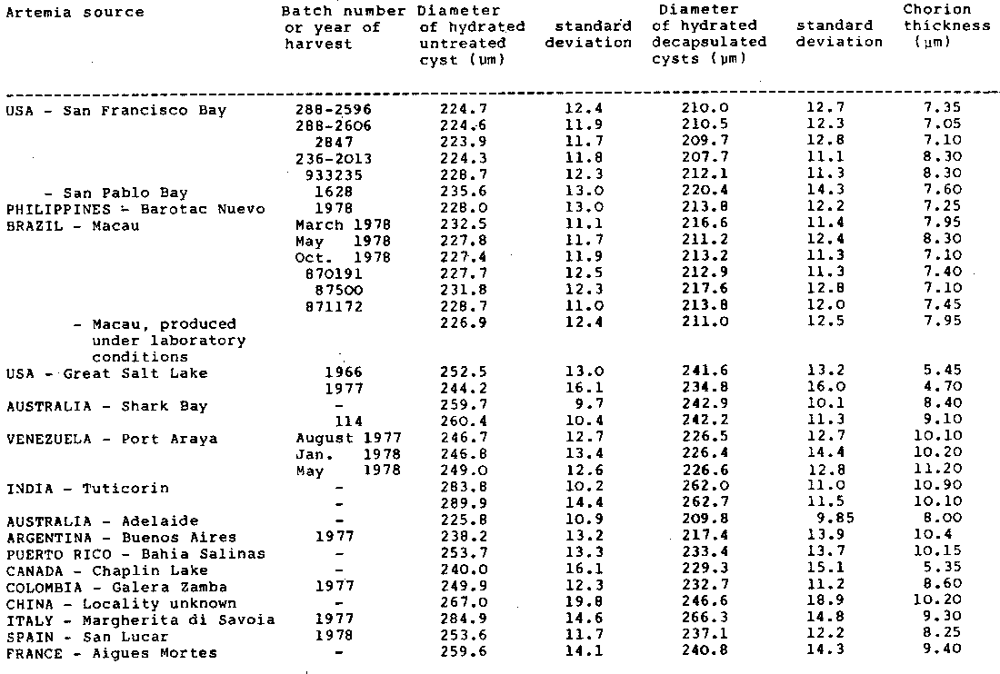 Artemia source Batch number Diameter Diameter Chorion
or year of of hydrated standard of hydrated standard thickness
harvest untreated deviation decapsulated deviation (µm)
cyst (um) cysts (µm)
USA - San Francisco Bay 288-2596 224.7 12.4 210.0 12.7 7.35
288-2606 224.6 11.9 210.5 12.3 7.05
2847 223.9 11.7 209.7 12.8 7.10
236-2013 224.3 11.8 207.7 11.1 8.30
933235 228.7 12.3 212.1 11.3 8.30
- San Pablo Bay 1628 235.6 13.0 220.4 14.3 7.60
PHILIPPINES - Barotac Nuevo 1978 228.0 13.0 213.8 12.2 7.25
BRAZIL - Macau March 1978 232.5 11.1 216.6 11.4 7.95
May 1978 227.8 11.7 211.2 12.4 8.30
Oct. 1978 227.4 11.9 213.2 11.3 7.10
870191 227.7 12.5 212.9 11.3 7.40
87500 231.8 12.3 217.6 12.8 7.10
871172 228.7 11.0 213.8 12.0 7.45
- Macau, produced 226.9 12.4 211.0 12.5 7.95
under laboratory
conditions
USA - Great Salt Lake 1966 252.5 13.0 241.6 13.2 5.45
1977 244.2 16.1 234.8 16.0 4.70
AUSTRALIA - Shark Bay - 259.7 9.7 242.9 10.1 8.40
114 260.4 10.4 242.2 11.3 9.10
VENEZUELA - Port Araya August 1977 246.7 12.7 226.5 12.7 10.10
Jan. 1978 246.8 13.4 226.4 14.4 10.20
May 1978 249.0 12.6 226.6 12.8 11.20
INDIA - Tuticorin - 283.8 10.2 262.0 11.0 10.90
- 289.9 14.4 262.7 11.5 10.10
AUSTRALIA - Adelaide - 225.8 10.9 209.8 9.85 8.00
ARGENTINA - Buenos Aires 1977 238.2 13.2 217.4 13.9 10.4
PUERTO RICO - Bahia Salinas - 253.7 13.3 233.4 13.7 10.15
CANADA - Chaplin Lake - 240.0 16.1 229.3 15.1 5.35
COLOMBIA - Galera Zamba 1977 249.9 12.3 232.7 11.2 8.60
CHINA - Locality unknown - 267.0 19.8 246.6 18.9 10.20
ITALY - Margherita di Savoia 1977 284.9 14.6 266.3 14.8 9.30
SPAIN - San Lucar 1978 253.6 11.7 237.1 12.2 8.25
FRANCE - Aigues Mortes - 259.6 14.1 240.8 14.3 9.40